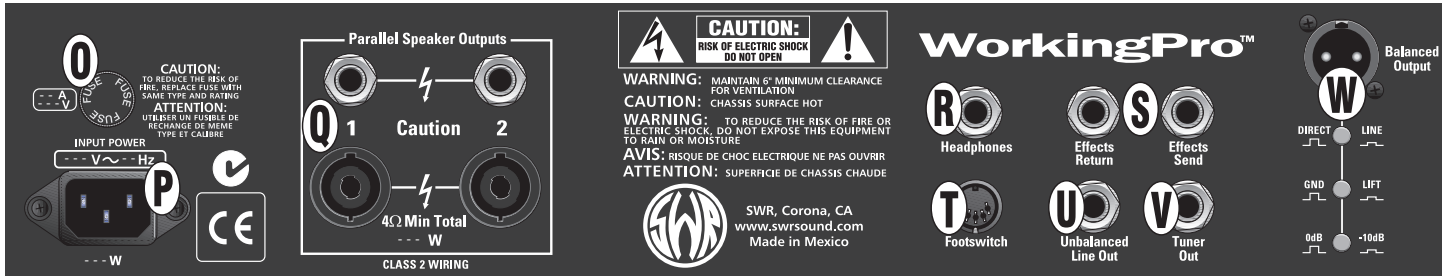 O
FUSE FUSE FUSE
-- A
-- V
CAUTION:
TO REDUCE THE RISK OF
FIRE, REPLACE FUSE WITH
SAME TYPE AND RATING
ATTENTION:
UTILISER UN FUSIBLE DE
RECHANGE DE MEME
TYPE ET CALIBRE
INPUT POWER
--- V~--Hz
P
CE
--- W
Parallel Speaker Outputs
Q
1 Caution 2
4Ω Min Total
--- W
CLASS 2 WIRING
CAUTION:
RISK OF ELECTRIC SHOCK
DO NOT OPEN
WARNING: MAINTAIN 6" MINIMUM CLEARANCE
FOR VENTILATION
CAUTION: CHASSIS SURFACE HOT
WARNING: TO REDUCE THE RISK OF FIRE OR
ELECTRIC SHOCK, DO NOT EXPOSE THIS EQUIPMENT
TO RAIN OR MOISTURE
AVIS: RISQUE DE CHOC ELECTRIQUE NE PAS OUVRIR
ATTENTION: SUPERFICIE DE CHASSIS CHAUDE
SWR
SWR, Corona, CA
www.swrsound.com
Made in Mexico
WorkingPro™
R
Headphones
Effects
Return
S
Effects
Send
T
Footswitch
U
Unbalanced
Line Out
V
Tuner
Out
Balanced
Output
W
DIRECT LINE
GND LIFT
0dB -10dB